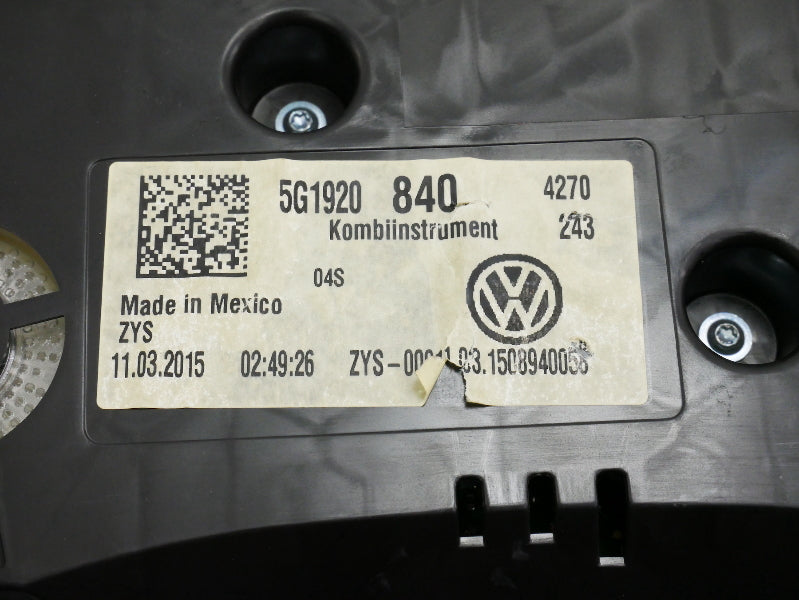 5G1920 840 4270
Kombiinstrument 243
04S
Made in Mexico
ZYS
11.03.2015 02:49:26